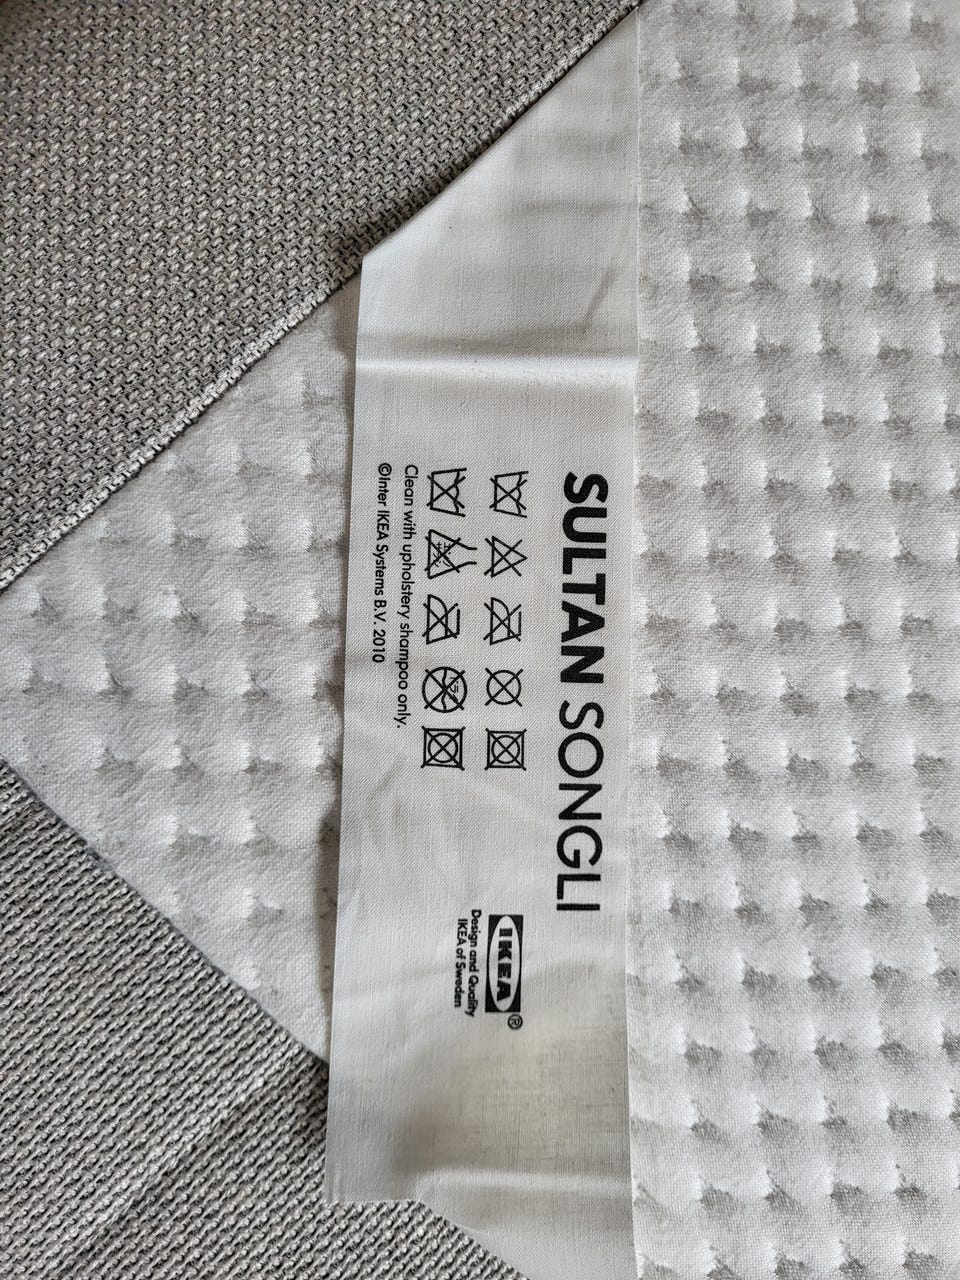 SULTAN SONGLI
Clean with upholstery shampoo only.
©Inter IKEA Systems B.V. 2010
IKEA®
Design and Quality
IKEA of Sweden